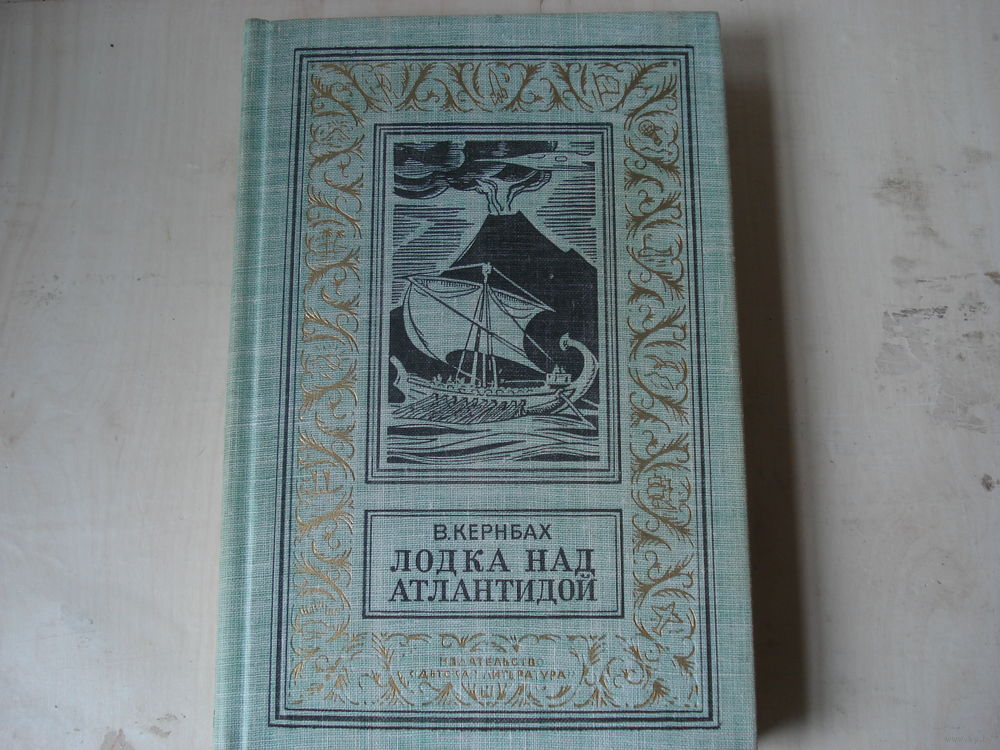 В. КЕРНБАХ
ЛОДКА НАД
АТЛАНТИДОЙ
ИЗДАТЕЛЬСТВО
«ДЕТСКАЯ ЛИТЕРАТУРА»